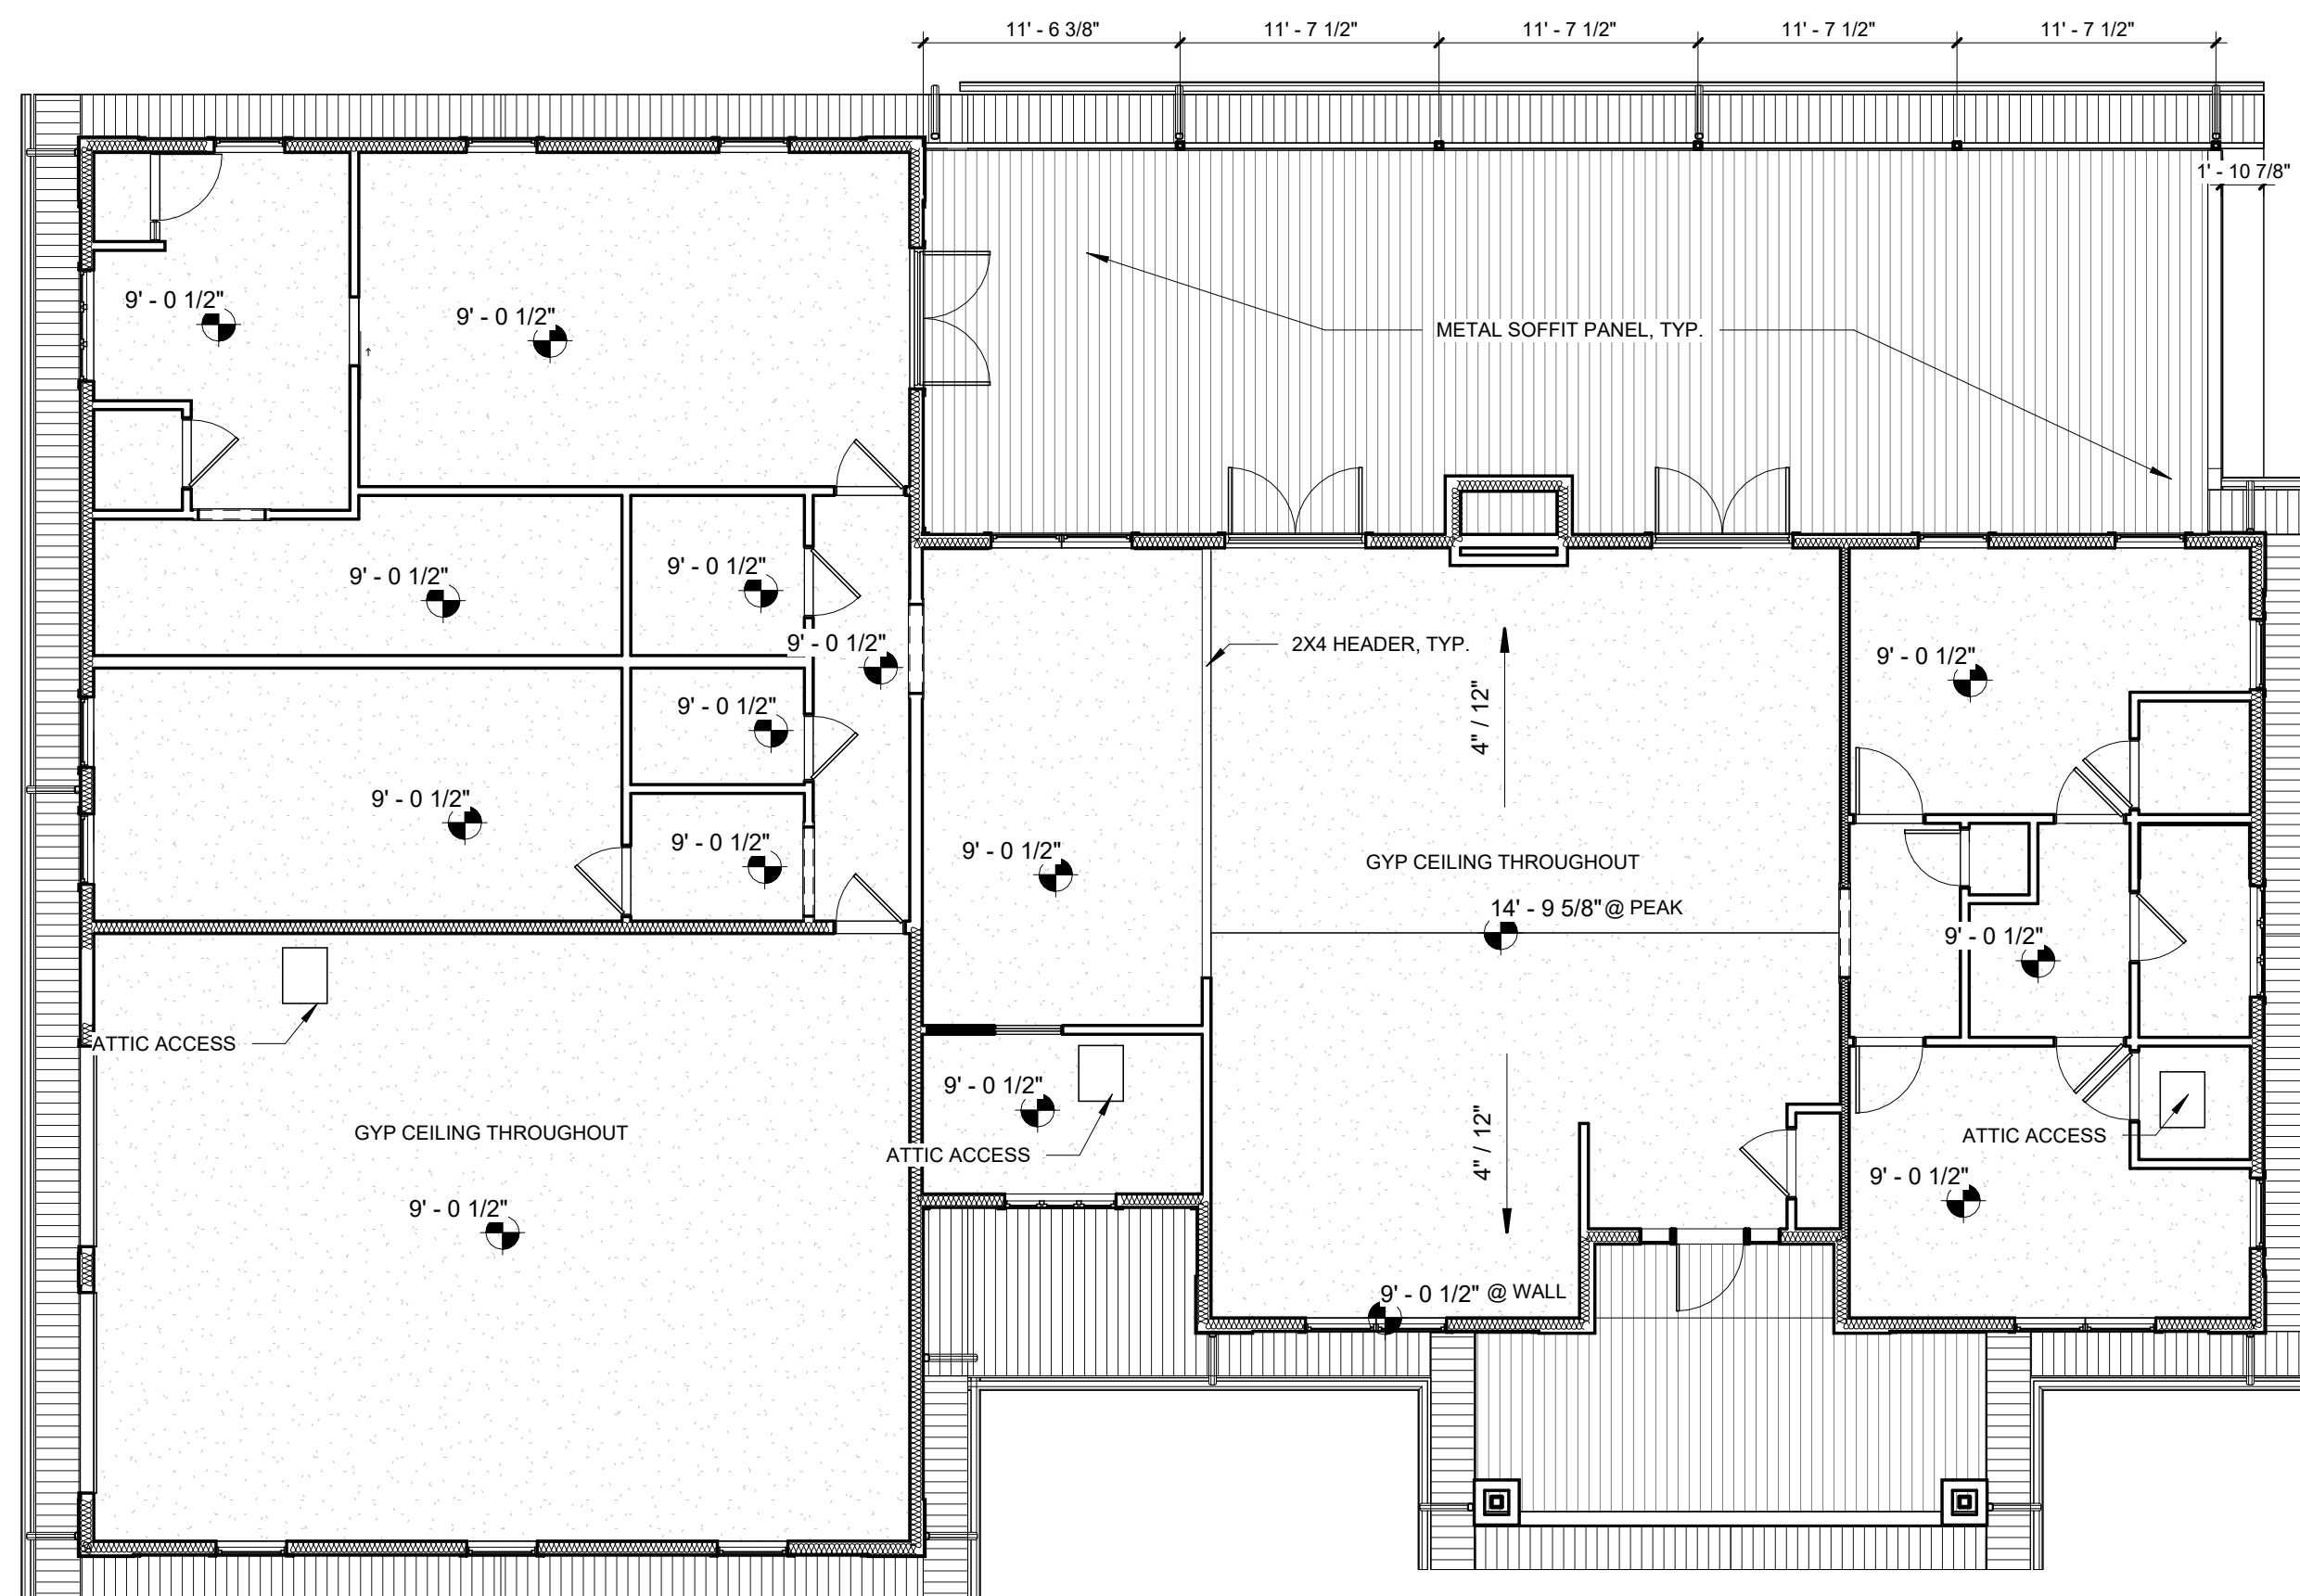 11' - 6 3/8"
11' - 7 1/2"
11' - 7 1/2"
11' - 7 1/2"
11' - 7 1/2"
1' - 10 7/8"
9' - 0 1/2"
9' - 0 1/2"
METAL SOFFIT PANEL, TYP.
9' - 0 1/2"
9' - 0 1/2"
9' - 0 1/2"
2X4 HEADER, TYP.
9' - 0 1/2"
9' - 0 1/2"
4" / 12"
9' - 0 1/2"
9' - 0 1/2"
9' - 0 1/2"
GYP CEILING THROUGHOUT
14' - 9 5/8" @ PEAK
9' - 0 1/2"
ATTIC ACCESS
9' - 0 1/2"
GYP CEILING THROUGHOUT
ATTIC ACCESS
4" / 12"
ATTIC ACCESS
9' - 0 1/2"
9' - 0 1/2"
9' - 0 1/2" @ WALL